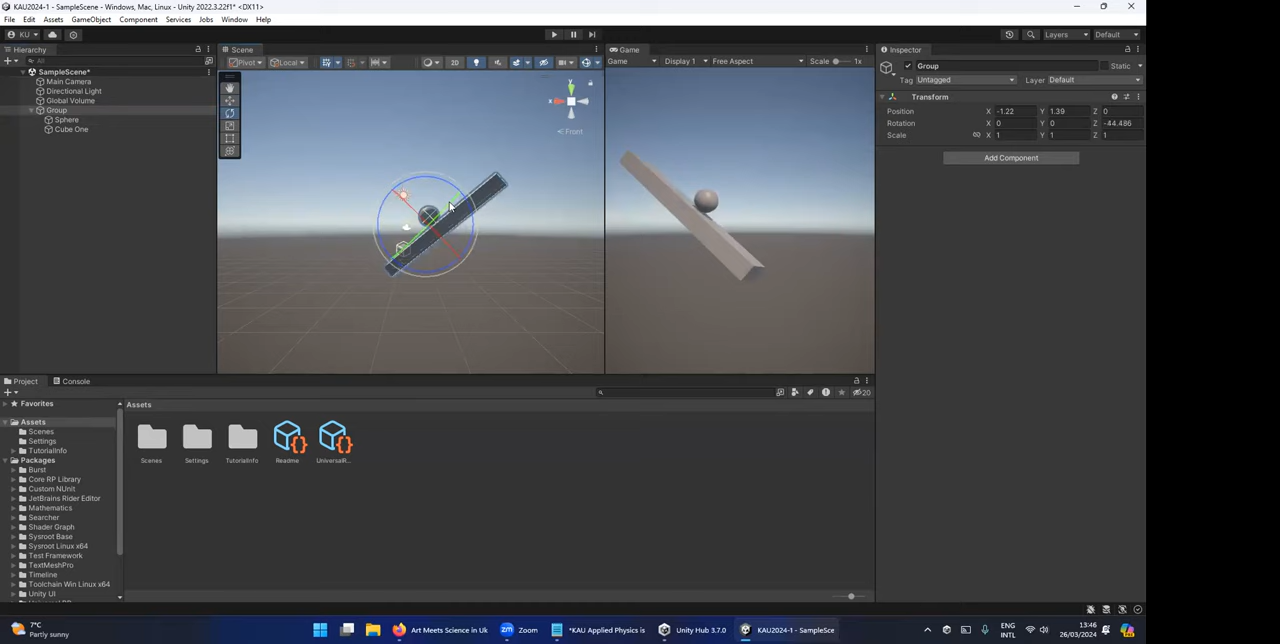 KAU2024-1 - SampleScene - Windows, Mac, Linux - Unity 2022.3.22f1* <DX11>
File Edit Assets GameObject Component Services Jobs Window Help
KU Layers Default
Hierarchy Scene Game Inspector
All
Pivot Local 2D
Game Display 1 Free Aspect Scale 1x
Group Static
Tag Untagged Layer Default
SampleScene*
Main Camera
Directional Light
Global Volume
Group
Sphere
Cube One
Y
X
Front
Transform
Position X -1.22 Y 1.39 Z 0
Rotation X 0 Y 0 Z -44.486
Scale X 1 Y 1 Z 1
Add Component
Project Console
20
Favorites
Assets
Scenes
Settings
TutorialInfo
Packages
Burst
Core RP Library
Custom NUnit
JetBrains Rider Editor
Mathematics
Searcher
Shader Graph
Sysroot Base
Sysroot Linux x64
Test Framework
TextMeshPro
Timeline
Toolchain Win Linux x64
Unity UI
Assets
Scenes Settings TutorialInfo Readme UniversalR...
7°C
Partly sunny
Art Meets Science in Uk
Zoom
*KAU Applied Physics is
Unity Hub 3.7.0
KAU2024-1 - SampleSce
ENG
INTL
13:46
26/03/2024